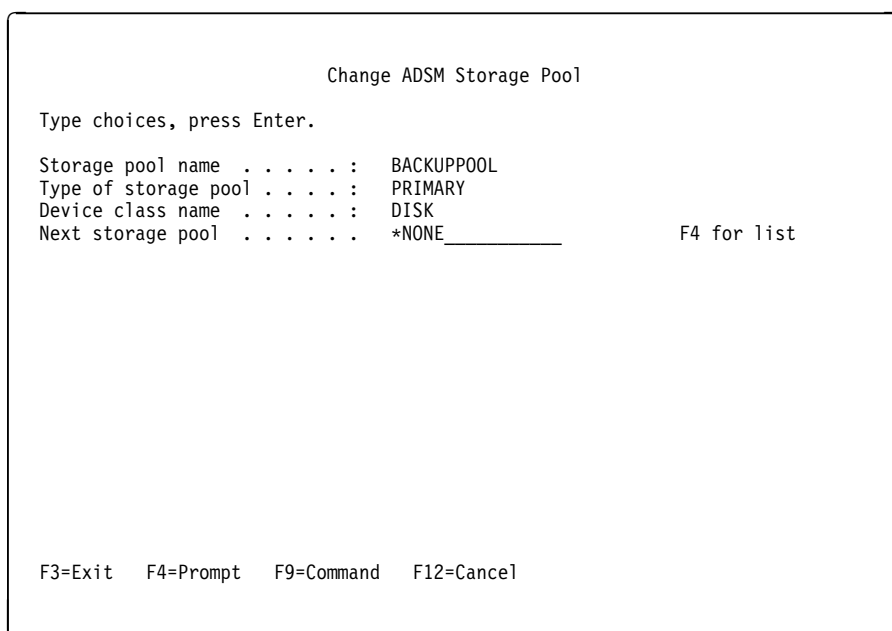 Change ADSM Storage Pool
Type choices, press Enter.
Storage pool name . . . . . : BACKUPPOOL
Type of storage pool . . . . : PRIMARY
Device class name . . . . . : DISK
Next storage pool . . . . . . *NONE____________ F4 for list
F3=Exit F4=Prompt F9=Command F12=Cancel